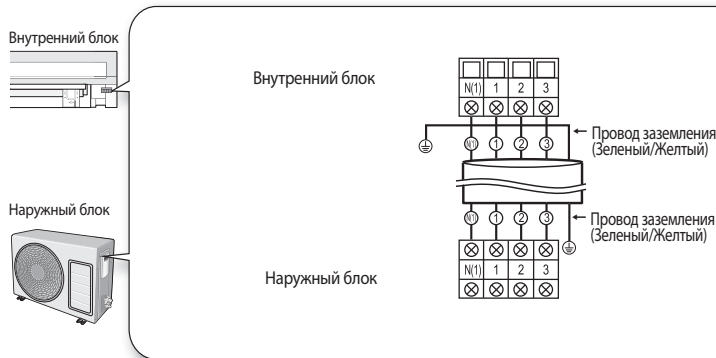 Внутренний блок
Внутренний блок
N(1) 1 2 3
Провод заземления
(Зеленый/Желтый)
N(1) 1 2 3
Наружный блок
N(1) 1 2 3
Провод заземления
(Зеленый/Желтый)
Наружный блок
N(1) 1 2 3